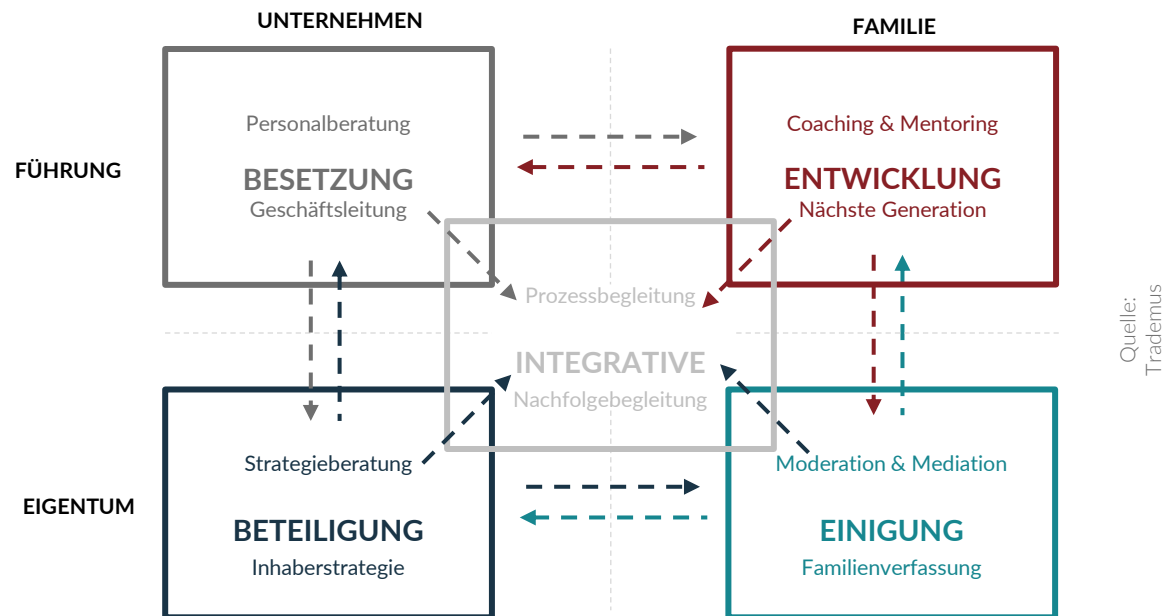 UNTERNEHMEN
FAMILIE
FÜHRUNG
Personalberatung
BESETZUNG
Geschäftsleitung
Coaching & Mentoring
ENTWICKLUNG
Nächste Generation
Prozessbegleitung
INTEGRATIVE
Nachfolgebegleitung
EIGENTUM
Strategieberatung
BETEILIGUNG
Inhaberstrategie
Moderation & Mediation
EINIGUNG
Familienverfassung
Quelle:
Trademus